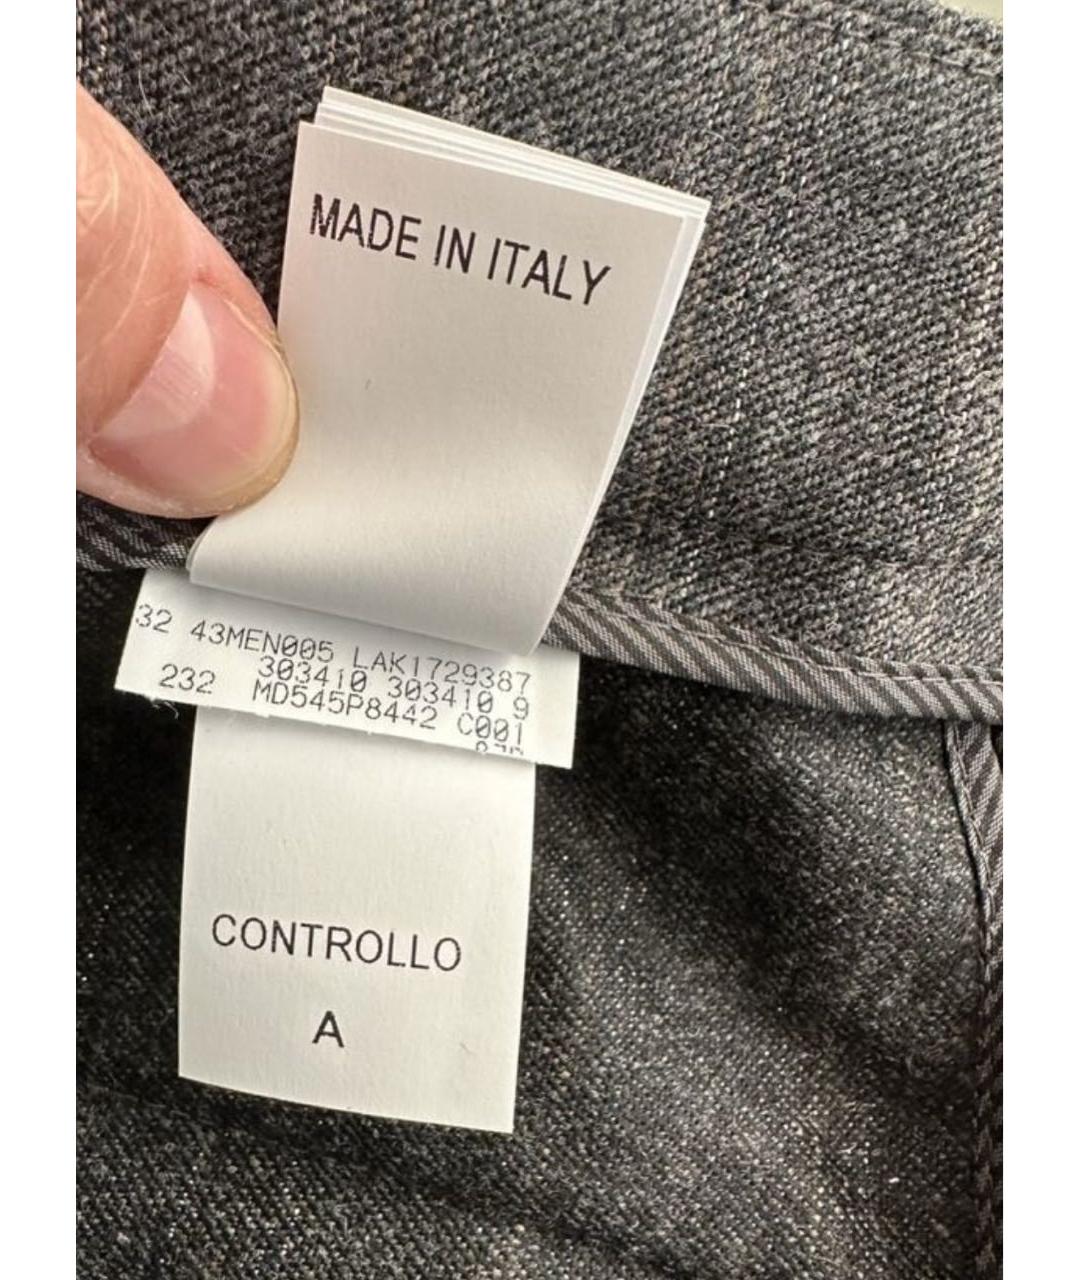 MADE IN ITALY
32 43MEN005 LAK1729387
303410 303410 9
232 MD545P8442 C001
CONTROLLO
A